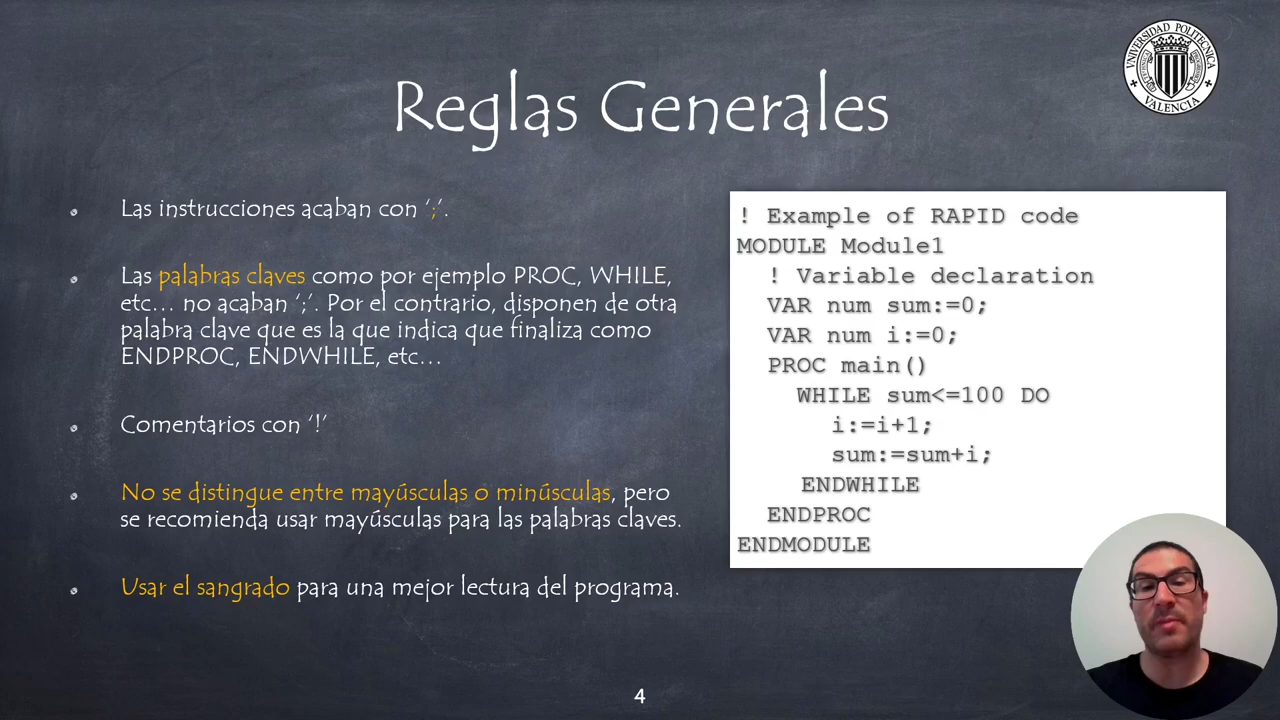 UNIVERSIDAD POLITECNICA
VALENCIA
Reglas Generales
Las instrucciones acaban con ‘;’.
Las palabras claves como por ejemplo PROC, WHILE,
etc... no acaban ‘;’. Por el contrario, disponen de otra
palabra clave que es la que indica que finaliza como
ENDPROC, ENDWHILE, etc...
Comentarios con ‘!’
No se distingue entre mayúsculas o minúsculas, pero
se recomienda usar mayúsculas para las palabras claves.
Usar el sangrado para una mejor lectura del programa.
! Example of RAPID code
MODULE Module1
! Variable declaration
VAR num sum:=0;
VAR num i:=0;
PROC main()
WHILE sum<=100 DO
i:=i+1;
sum:=sum+i;
ENDWHILE
ENDPROC
ENDMODULE
4